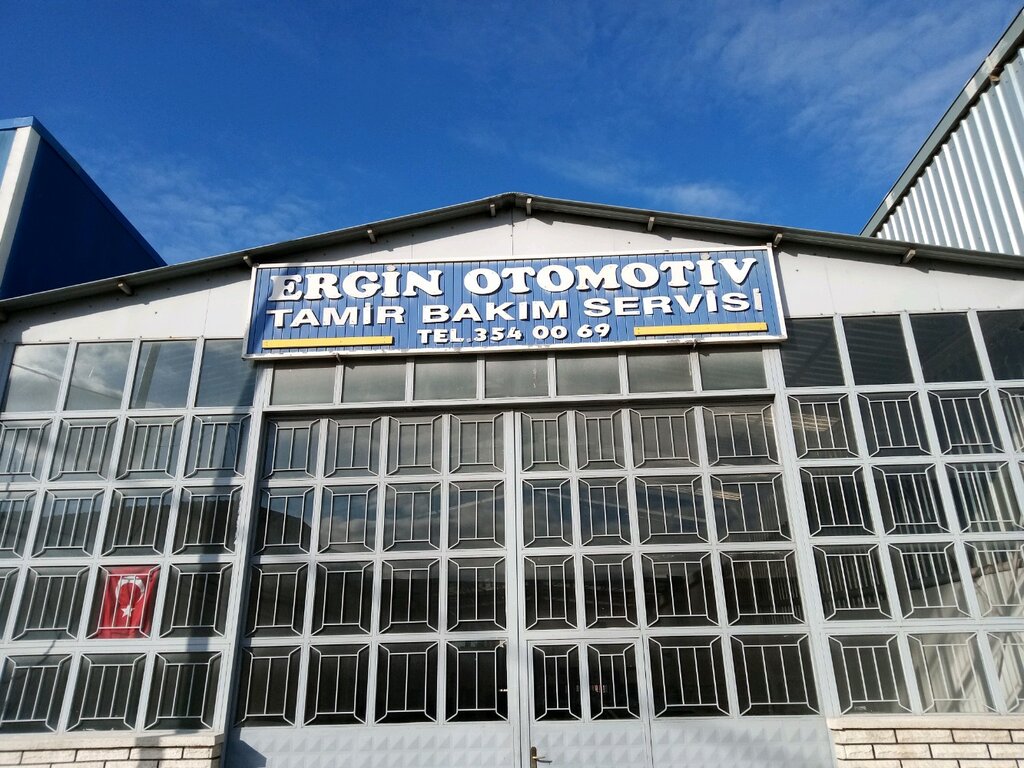 ERGİN OTOMOTİV
TAMİR BAKIM SERVİSİ
TEL.354 00 69